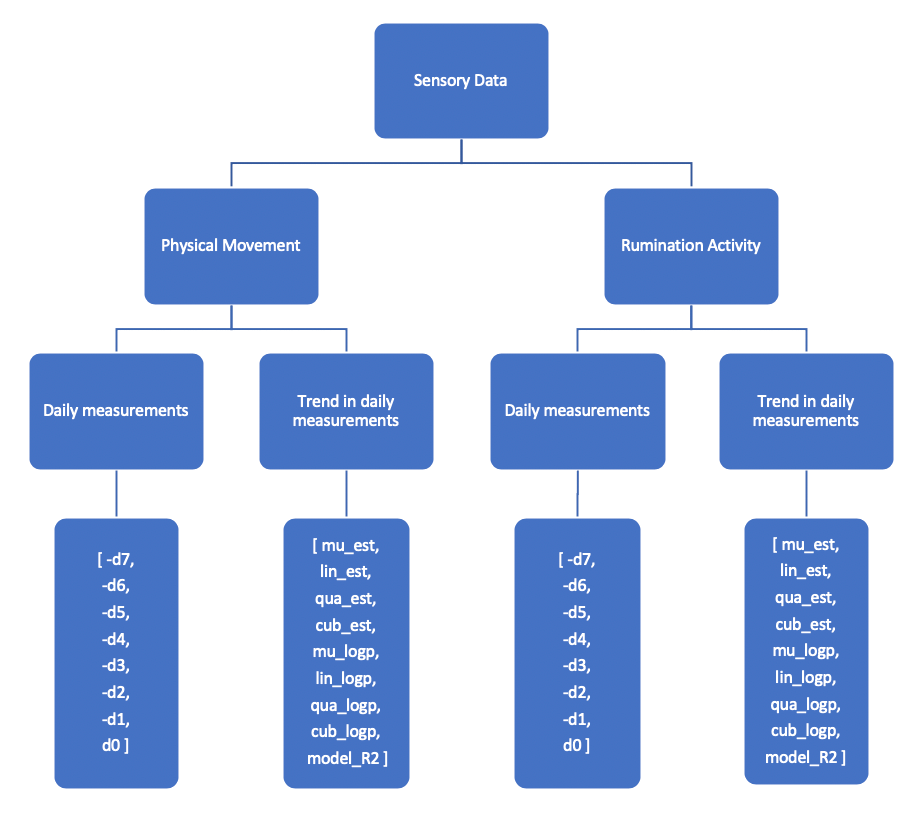 Sensory Data
Physical Movement
Rumination Activity
Daily measurements
Trend in daily
measurements
Daily measurements
Trend in daily
measurements
[ -d7,
-d6,
-d5,
-d4,
-d3,
-d2,
-d1,
d0 ]
[ mu_est,
lin_est,
qua_est,
cub_est,
mu_logp,
lin_logp,
qua_logp,
cub_logp,
model_R2 ]
[ -d7,
-d6,
-d5,
-d4,
-d3,
-d2,
-d1,
d0 ]
[ mu_est,
lin_est,
qua_est,
cub_est,
mu_logp,
lin_logp,
qua_logp,
cub_logp,
model_R2 ]